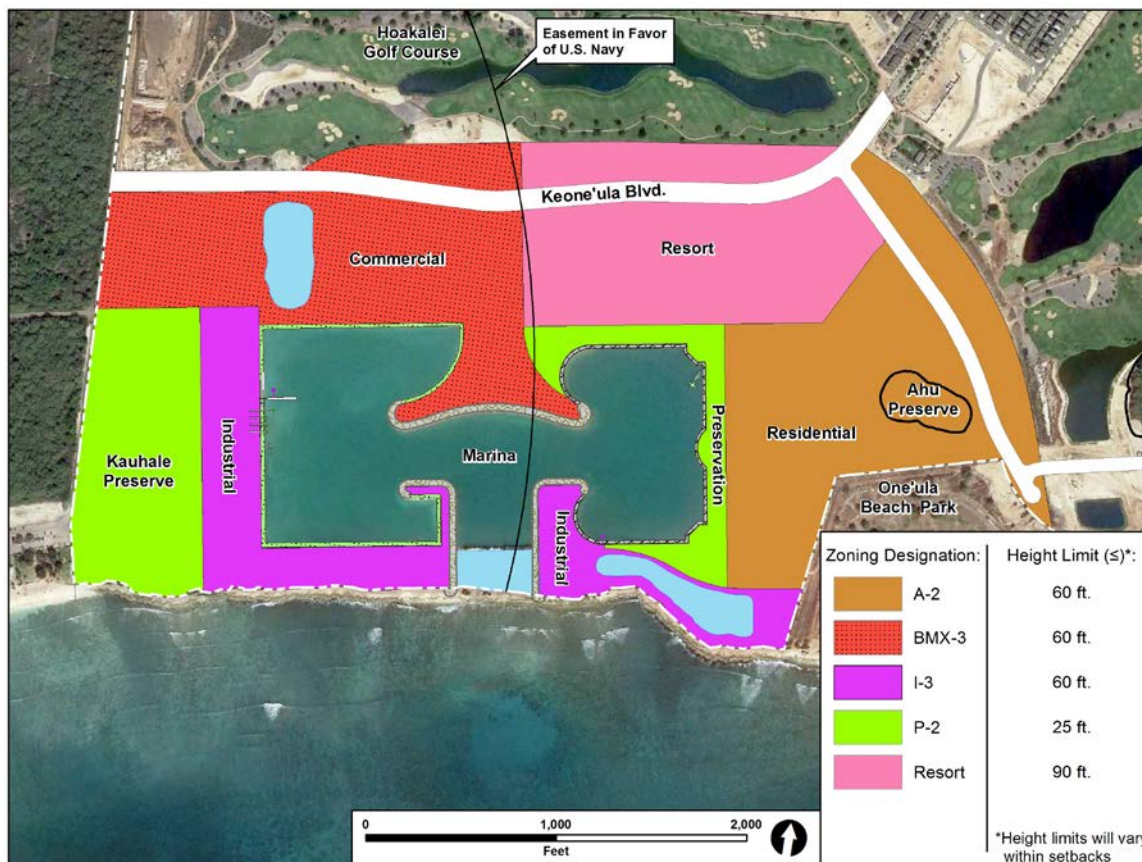 Hoakalei
Golf Course
Easement in Favor
of U.S. Navy
Keone'ula Blvd.
Commercial
Resort
Kauhale
Preserve
Industrial
Marina
Industrial
Preservation
Residential
Ahu
Preserve
One'ula
Beach Park
Zoning Designation:
Height Limit (≤)*:
A-2
60 ft.
BMX-3
60 ft.
I-3
60 ft.
P-2
25 ft.
Resort
90 ft.
*Height limits will vary
within setbacks
0
1,000
2,000
Feet